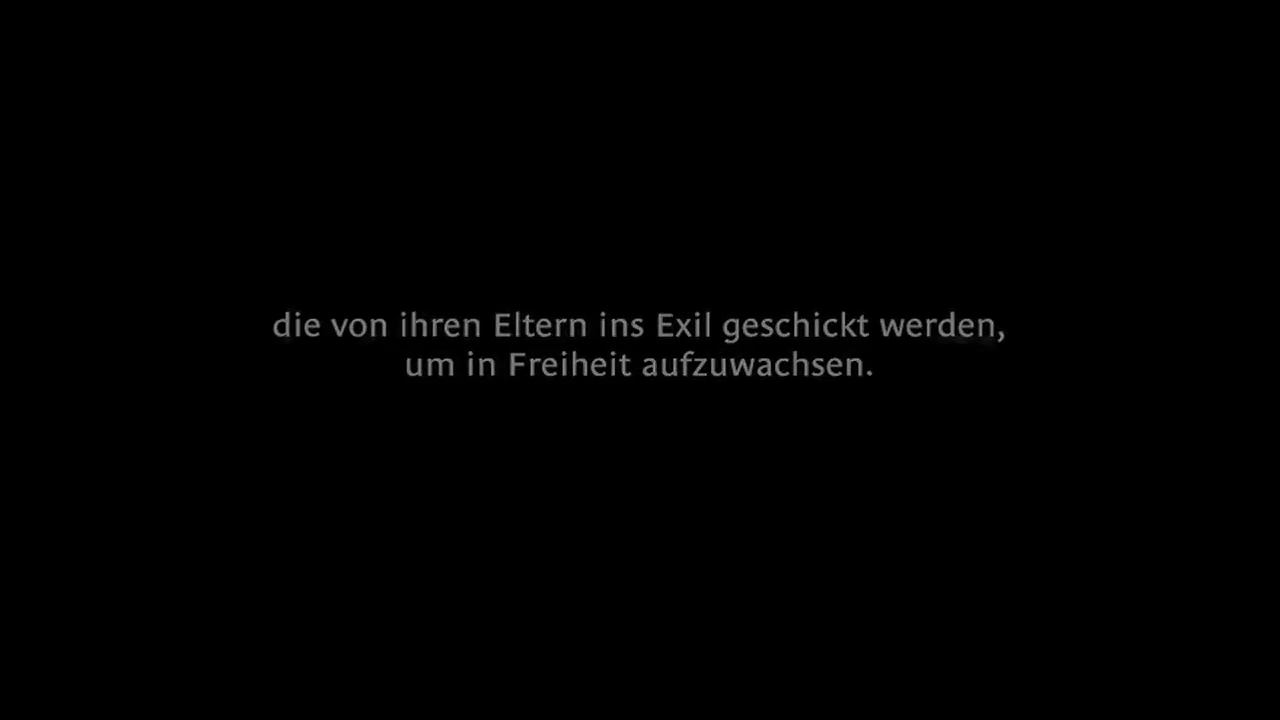 die von ihren Eltern ins Exil geschickt werden,
um in Freiheit aufzuwachsen.